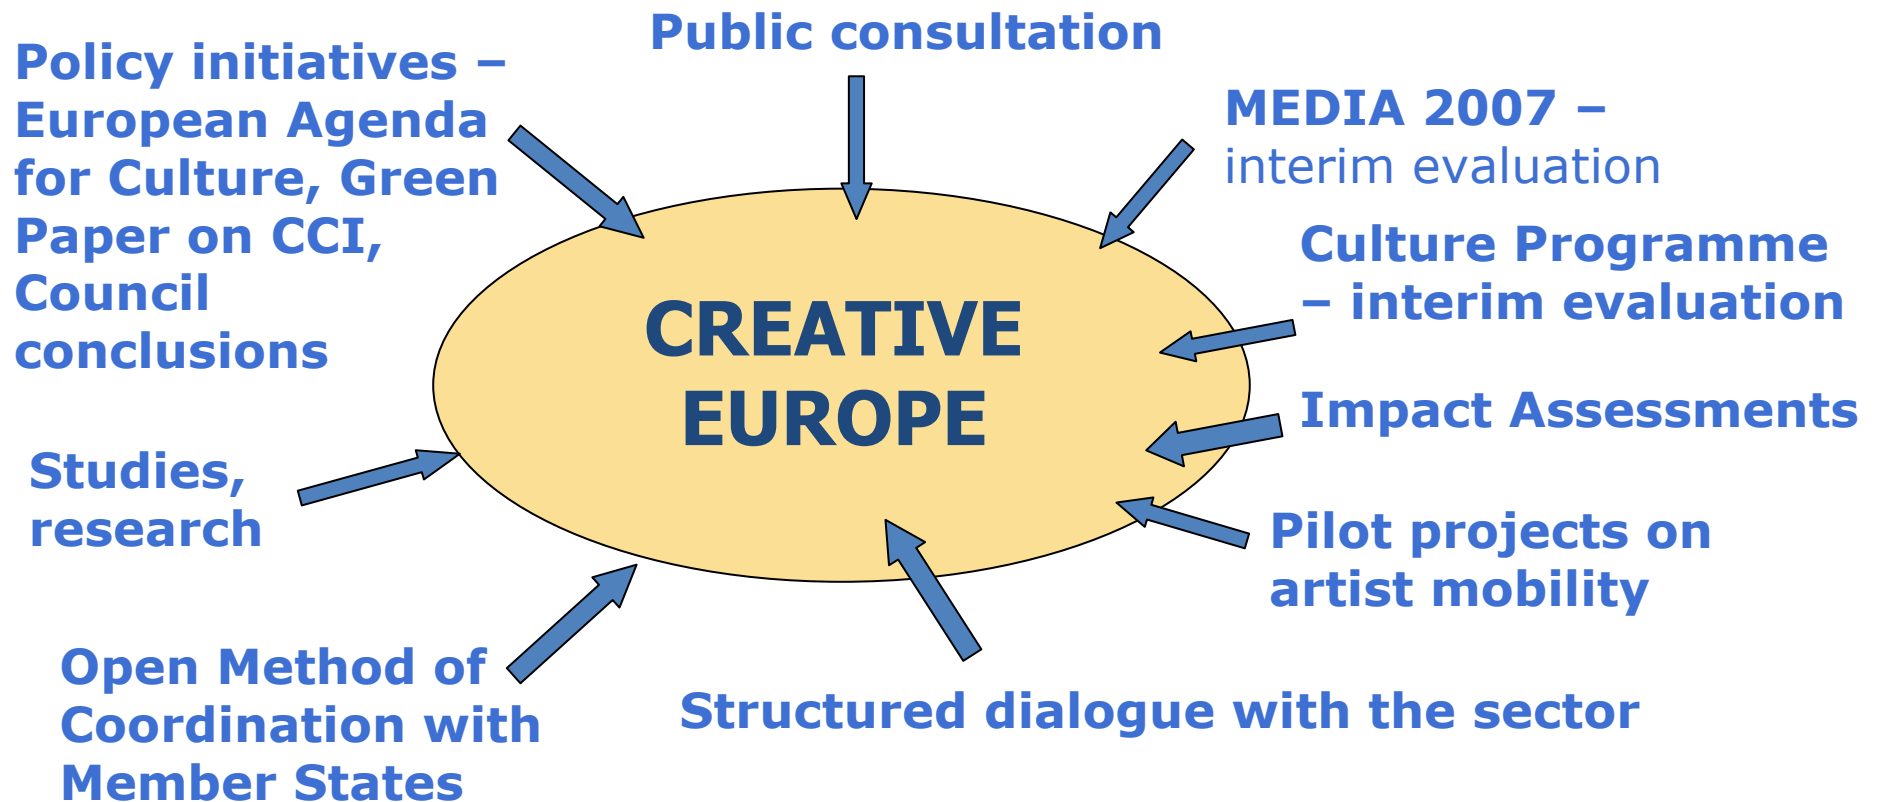 Public consultation
Policy initiatives –
European Agenda
for Culture, Green
Paper on CCI,
Council
conclusions
MEDIA 2007 –
interim evaluation
Culture Programme
– interim evaluation
CREATIVE
EUROPE
Impact Assessments
Studies,
research
Pilot projects on
artist mobility
Open Method of
Coordination with
Member States
Structured dialogue with the sector